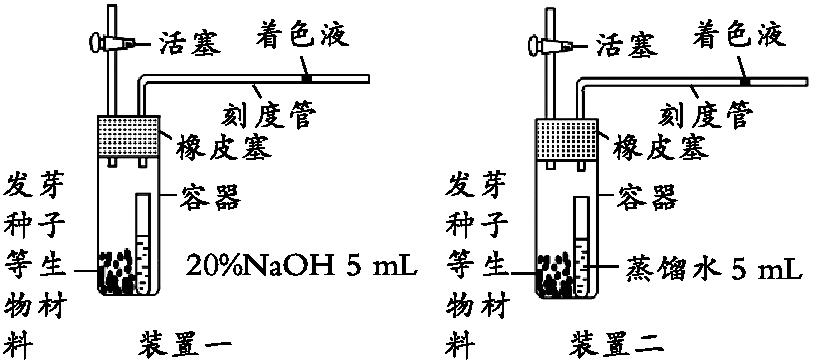 活塞
着色液
刻度管
橡皮塞
发芽
种子
等生
物材
料
容器
20%NaOH 5 mL
装置一
活塞
着色液
刻度管
橡皮塞
发芽
种子
等生
物材
料
容器
蒸馏水 5 mL
装置二